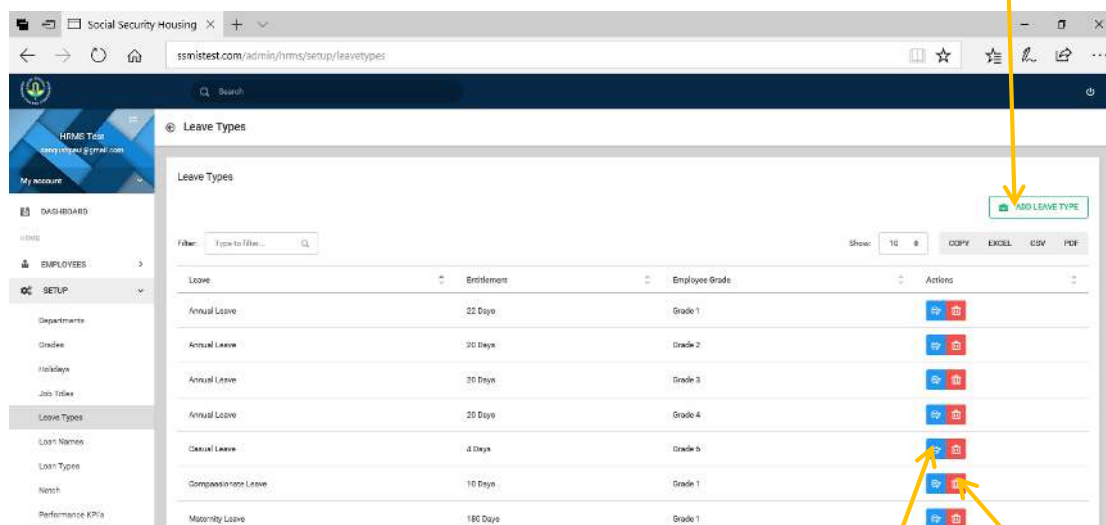 Social Security Housing
ssmistest.com/admin/hrms/setup/leavetypes
Search
HRMS Test
My account
Leave Types
Leave Types
ADD LEAVE TYPE
DASHBOARD
HRMS
EMPLOYEES
SETUP
Departments
Grades
Holidays
Job Titles
Leave Types
Loan Names
Loan Types
Notch
Performance KPI's
Filter: Type to filter...
Show: 10 COPY EXCEL CSV PDF
Leave Entitlement Employee Grade Actions
Annual Leave 22 Days Grade 1
Annual Leave 20 Days Grade 2
Annual Leave 20 Days Grade 3
Annual Leave 20 Days Grade 4
Casual Leave 4 Days Grade 5
Compassionate Leave 10 Days Grade 1
Maternity Leave 180 Days Grade 1